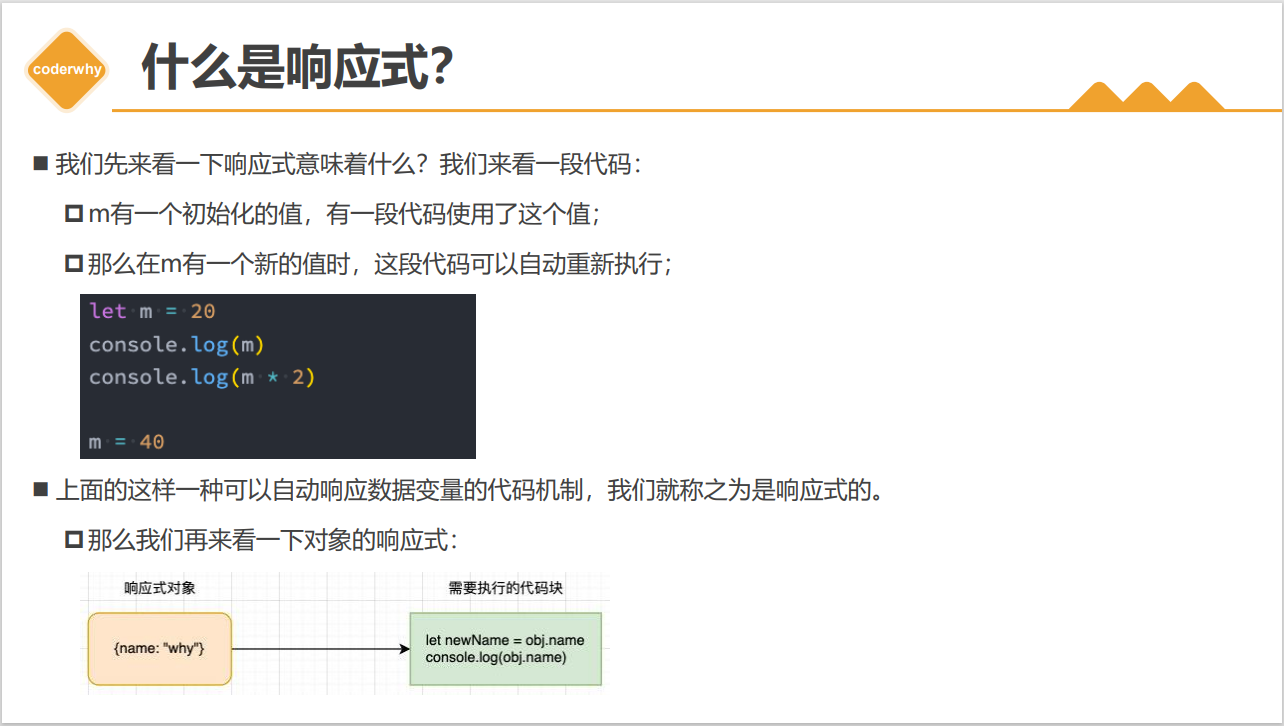 coderwhy
什么是响应式？
我们先来看一下响应式意味着什么？我们来看一段代码：
m有一个初始化的值，有一段代码使用了这个值；
那么在m有一个新的值时，这段代码可以自动重新执行；
let m = 20
console.log(m)
console.log(m * 2)
m = 40
上面的这样一种可以自动响应数据变量的代码机制，我们就称之为是响应式的。
那么我们再来看一下对象的响应式：
响应式对象
需要执行的代码块
{name: "why"}
let newName = obj.name
console.log(obj.name)